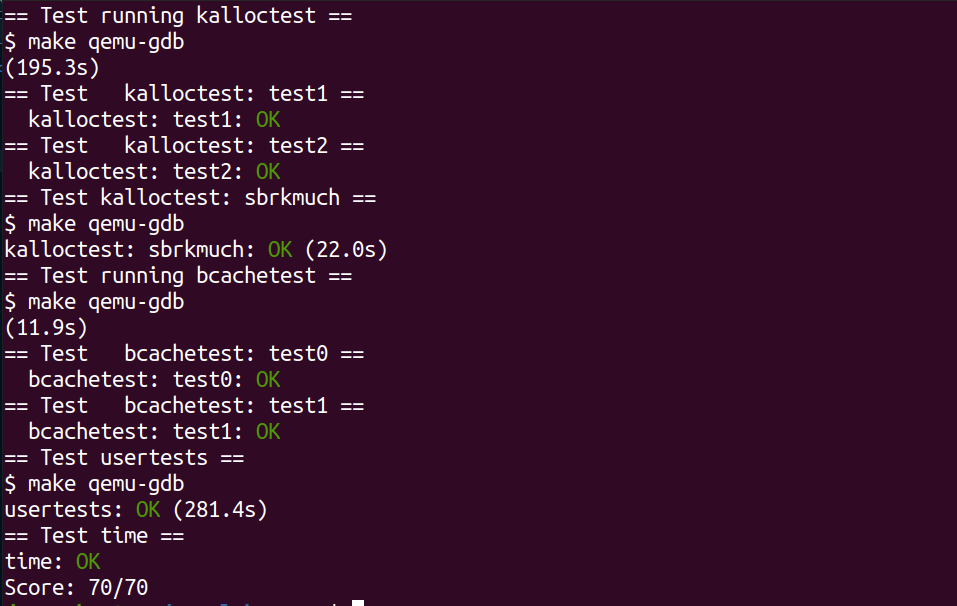 == Test running kalloctest ==
$ make qemu-gdb
(195.3s)
== Test   kalloctest: test1 ==
  kalloctest: test1: OK
== Test   kalloctest: test2 ==
  kalloctest: test2: OK
== Test kalloctest: sbrkmuch ==
$ make qemu-gdb
kalloctest: sbrkmuch: OK (22.0s)
== Test running bcachetest ==
$ make qemu-gdb
(11.9s)
== Test   bcachetest: test0 ==
  bcachetest: test0: OK
== Test   bcachetest: test1 ==
  bcachetest: test1: OK
== Test usertests ==
$ make qemu-gdb
usertests: OK (281.4s)
== Test time ==
time: OK
Score: 70/70